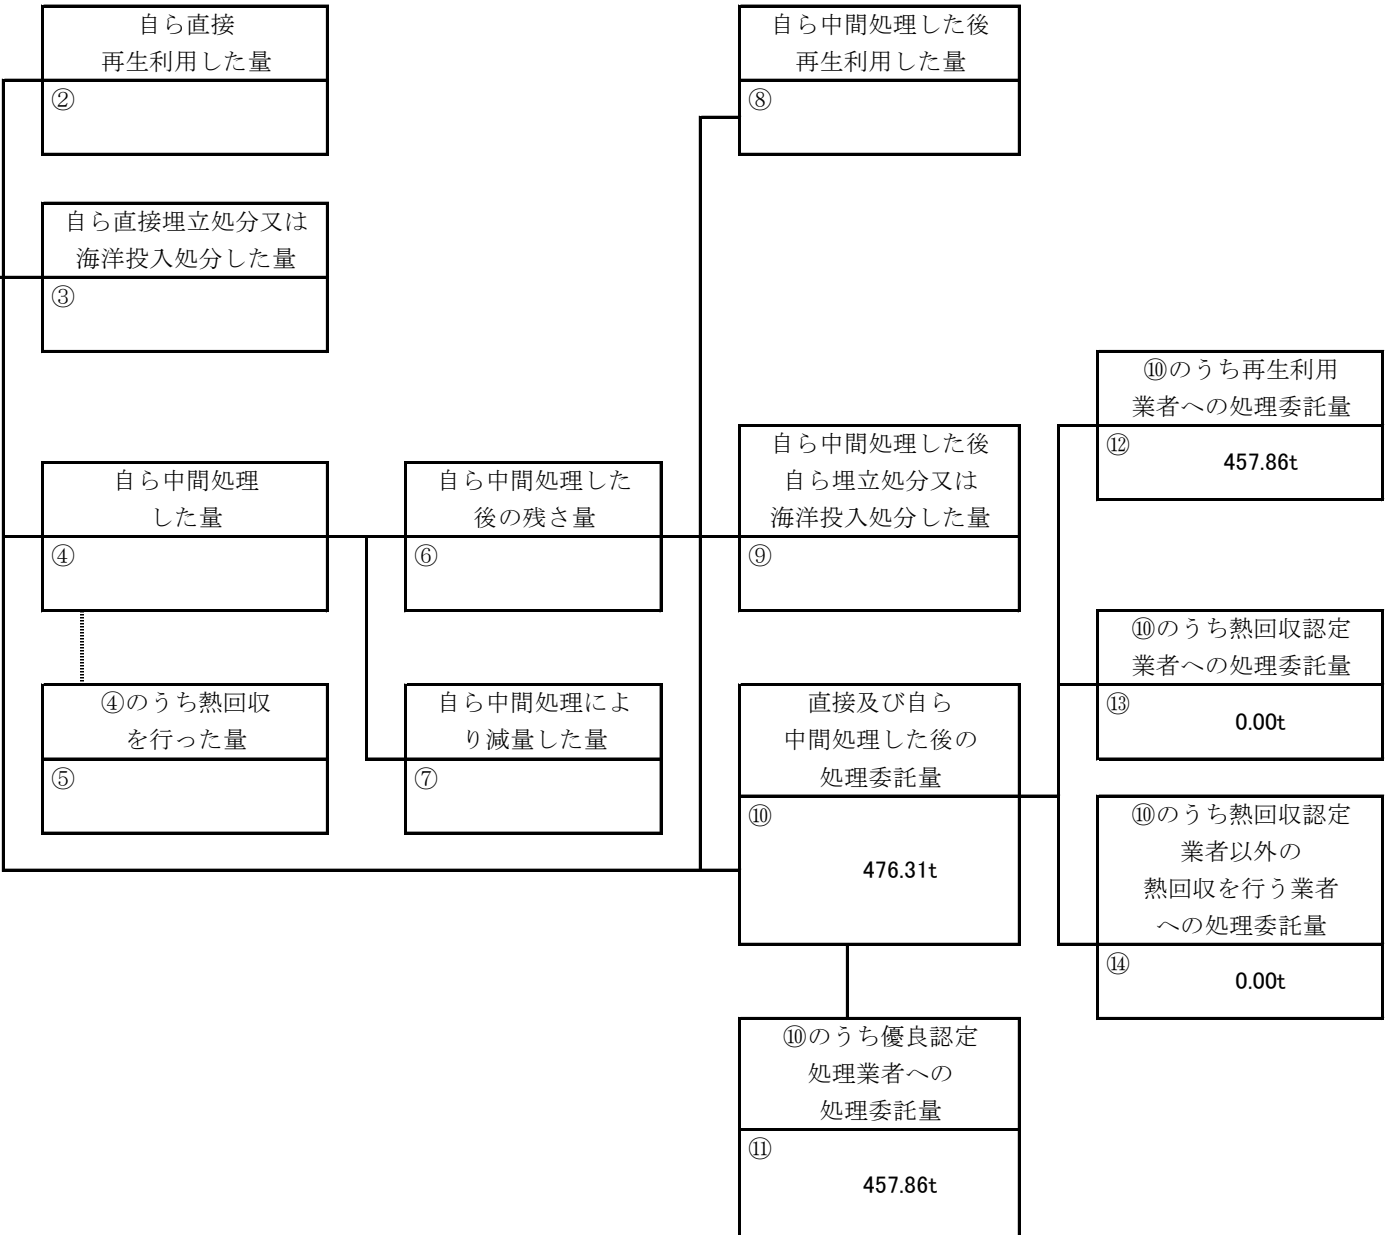 自ら直接
再生利用した量
②
自ら直接埋立処分又は
海洋投入処分した量
③
自ら中間処理
した量
④
④のうち熱回収
を行った量
⑤
自ら中間処理した
後の残さ量
⑥
自ら中間処理によ
り減量した量
⑦
自ら中間処理した後
再生利用した量
⑧
自ら中間処理した後
自ら埋立処分又は
海洋投入処分した量
⑨
直接及び自ら
中間処理した後の
処理委託量
⑩
476.31t
⑩のうち優良認定
処理業者への
処理委託量
⑪
457.86t
⑩のうち再生利用
業者への処理委託量
⑫
457.86t
⑩のうち熱回収認定
業者への処理委託量
⑬
0.00t
⑩のうち熱回収認定
業者以外の
熱回収を行う業者
への処理委託量
⑭
0.00t